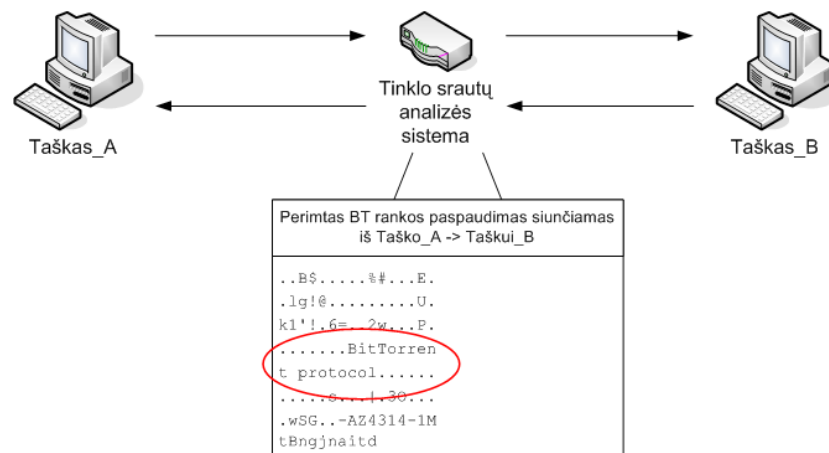 Taškas_A
Tinklo srautų
analizės
sistema
Taškas_B
Perimtas BT rankos paspaudimas siunčiamas
iš Taško_A -> Taškui_B
..B$.....%#...E.
.lg!@.........U.
k1'!.6=..2w...P.
.......BitTorren
t protocol......
.....s...|.3O...
.wSG..-AZ4314-1M
tBngjnaitd